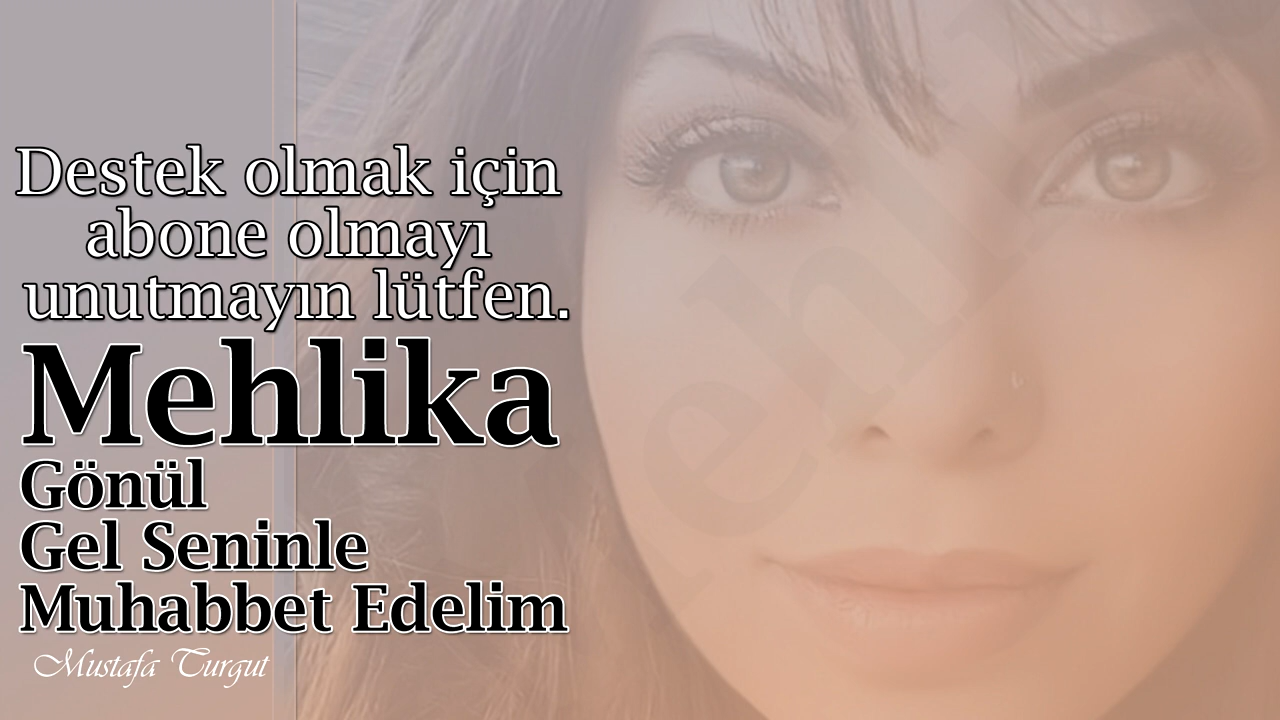 Destek olmak için
abone olmayı
unutmayın lütfen.
Mehlika
Gönül
Gel Seninle
Muhabbet Edelim
Mustafa Turgut